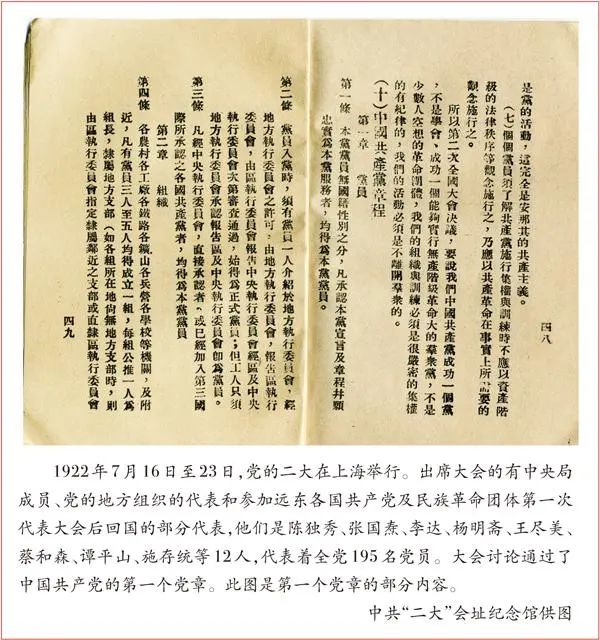 是黨的活動，這完全是安那其的共產主義。
(七)個個黨員須了解共產黨施行集權與訓練時不應以資產階
級的法律秩序等觀念施行之，乃應以共產革命在事實上所需要的
觀念施行之。
所以第二次全國大會決議，要說我們中國共產黨成功一個黨
，不是學會、成功一個能夠實行無產階級革命大的羣衆黨，不是
少數人空想的革命團體，我們的組織與訓練必須是很嚴密的集權
的有紀律的，我們的活動必須是不離開羣衆的。
(十)中國共產黨章程
第一章 黨員
第一條 本黨黨員無國籍性別之分，凡承認本黨宣旨及章程幷願
忠實爲本黨服務者，均得爲本黨黨員。
四八
第二條 黨員入黨時，須有黨員一人介紹於地方執行委員會，經
地方執行委員會之許可，由地方執行委員會，報告區執行
委員會，由區執行委員會報告中央執行委員會經區及中央
執行委員會次第審查通過，始得爲正式黨員；但工人只須
地方執行委員會承認報告區及中央執行委員會卽爲黨員。
第三條 凡經中央執行委員會，直接承認者、或已經加入第三國
際所承認之各國共產黨者，均得爲本黨黨員
第二章 組織
第四條 各農村各工廠各鐵路各鑛山各兵營各學校等機關，及附
近，凡有黨員三人至五人均得成立一組，每組公推一人爲
組長，隸屬地方支部（如各組所在地尙無地方支部時，則
由區執行委員會指定隸屬鄰近之支部或直隸區執行委員會
四九
1922年7月16日至23日，党的二大在上海举行。出席大会的有中央局
成员、党的地方组织的代表和参加远东各国共产党及民族革命团体第一次
代表大会后回国的部分代表，他们是陈独秀、张国焘、李达、杨明斋、王尽美、
蔡和森、谭平山、施存统等12人，代表着全党195名党员。大会讨论通过了
中国共产党的第一个党章。此图是第一个党章的部分内容。
中共“二大”会址纪念馆供图